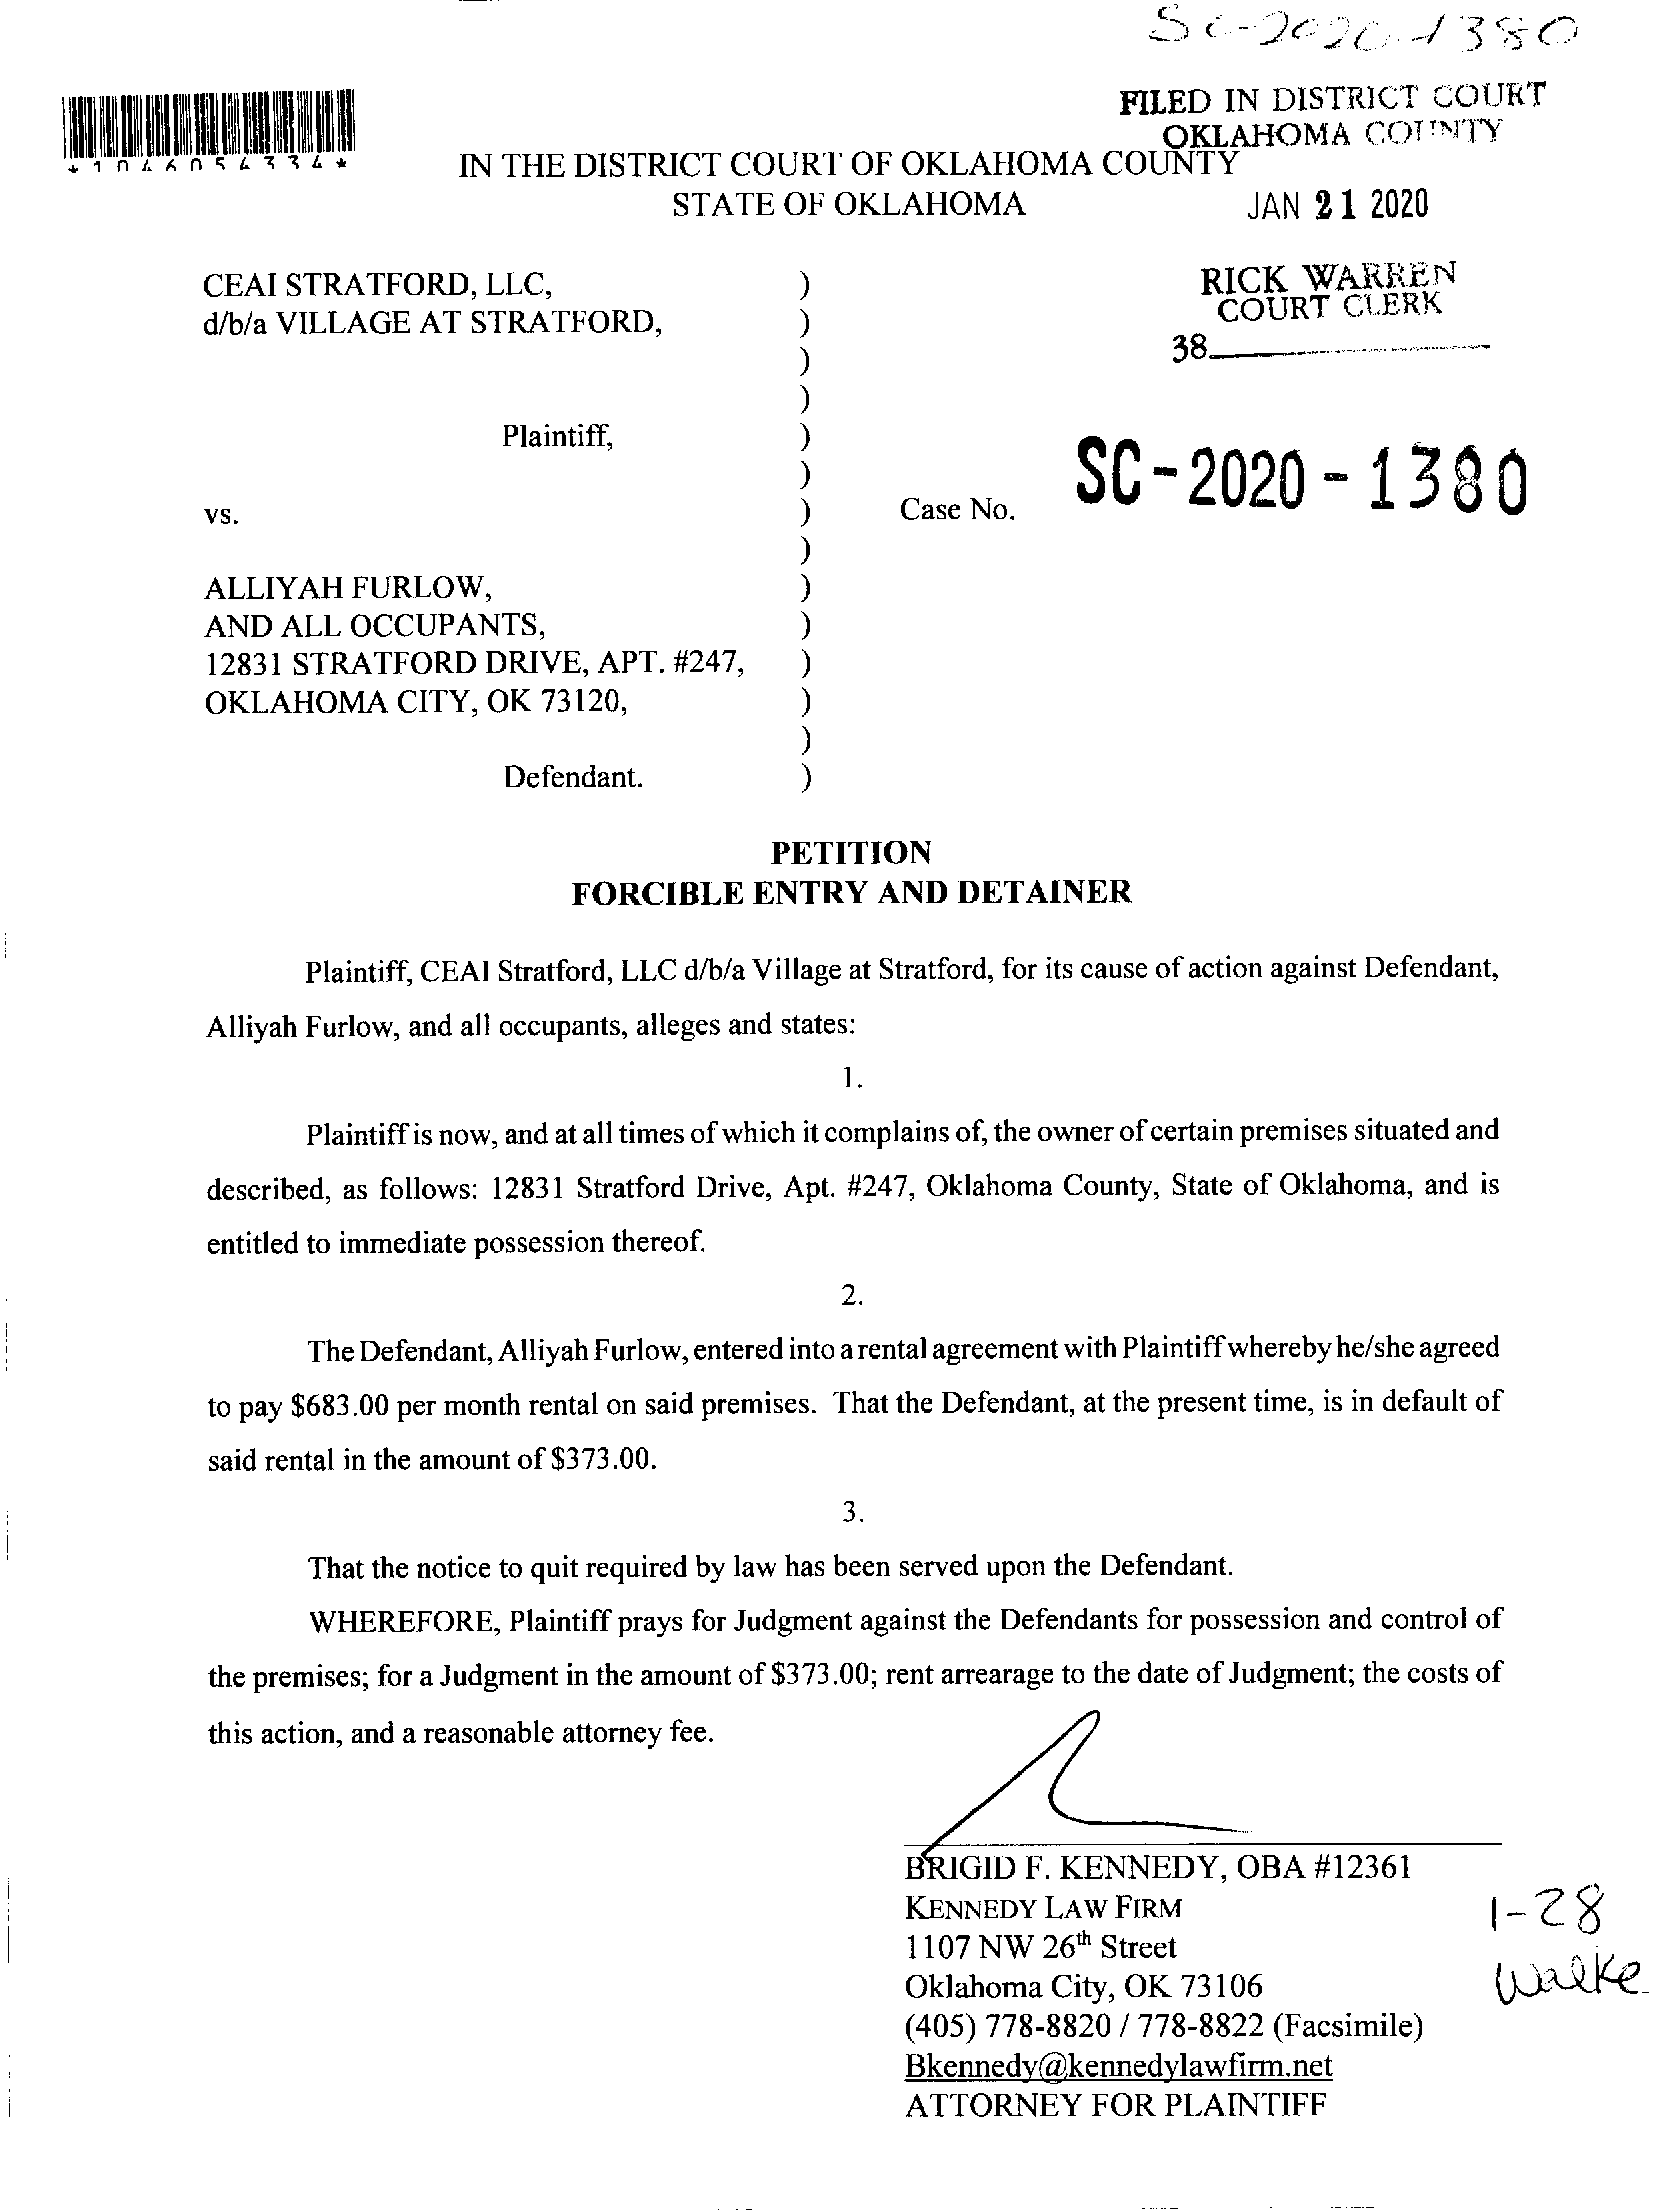 SC-2020-1380
FILED IN DISTRICT COURT
OKLAHOMA COUNTY
*1046054334*
IN THE DISTRICT COURT OF OKLAHOMA COUNTY
STATE OF OKLAHOMA
JAN 21 2020
RICK WARREN
COURT CLERK
38
CEAI STRATFORD, LLC, )
d/b/a VILLAGE AT STRATFORD, )
)
)
Plaintiff, )
)
vs. ) Case No. SC-2020-1380
)
ALLIYAH FURLOW, )
AND ALL OCCUPANTS, )
12831 STRATFORD DRIVE, APT. #247, )
OKLAHOMA CITY, OK 73120, )
)
Defendant. )
PETITION
FORCIBLE ENTRY AND DETAINER
Plaintiff, CEAI Stratford, LLC d/b/a Village at Stratford, for its cause of action against Defendant,
Alliyah Furlow, and all occupants, alleges and states:
1.
Plaintiff is now, and at all times of which it complains of, the owner of certain premises situated and
described, as follows: 12831 Stratford Drive, Apt. #247, Oklahoma County, State of Oklahoma, and is
entitled to immediate possession thereof.
2.
The Defendant, Alliyah Furlow, entered into a rental agreement with Plaintiff whereby he/she agreed
to pay $683.00 per month rental on said premises. That the Defendant, at the present time, is in default of
said rental in the amount of $373.00.
3.
That the notice to quit required by law has been served upon the Defendant.
WHEREFORE, Plaintiff prays for Judgment against the Defendants for possession and control of
the premises; for a Judgment in the amount of $373.00; rent arrearage to the date of Judgment; the costs of
this action, and a reasonable attorney fee.
BRIGID F. KENNEDY, OBA #12361
KENNEDY LAW FIRM
1107 NW 26th Street
Oklahoma City, OK 73106
(405) 778-8820 / 778-8822 (Facsimile)
Bkennedy@kennedylawfirm.net
ATTORNEY FOR PLAINTIFF
1-28
Walke